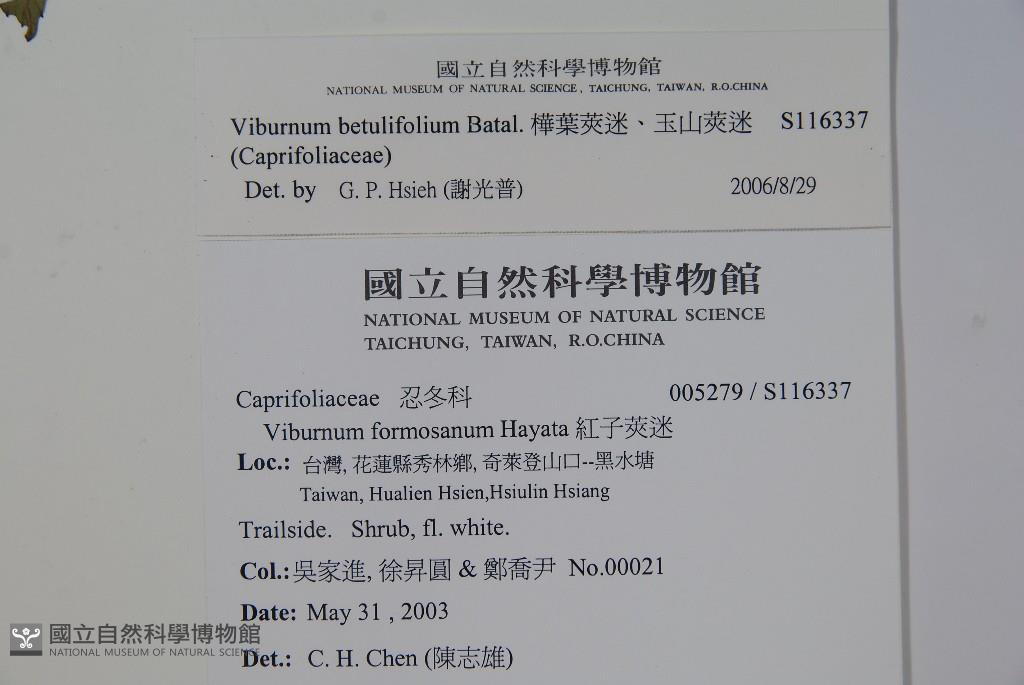 國立自然科學博物館
NATIONAL MUSEUM OF NATURAL SCIENCE, TAICHUNG, TAIWAN, R.O.CHINA
Viburnum betulifolium Batal. 樺葉莢迷、玉山莢迷 S116337
(Caprifoliaceae)
Det. by G. P. Hsieh (謝光普) 2006/8/29
國立自然科學博物館
NATIONAL MUSEUM OF NATURAL SCIENCE
TAICHUNG, TAIWAN, R.O.CHINA
Caprifoliaceae 忍冬科 005279 / S116337
Viburnum formosanum Hayata 紅子莢迷
Loc.: 台灣, 花蓮縣秀林鄉, 奇萊登山口--黑水塘
Taiwan, Hualien Hsien,Hsiulin Hsiang
Trailside. Shrub, fl. white.
Col.:吳家進, 徐昇圓 & 鄭喬尹 No.00021
Date: May 31 , 2003
Det.: C. H. Chen (陳志雄)
國立自然科學博物館
NATIONAL MUSEUM OF NATURAL SCIENCE